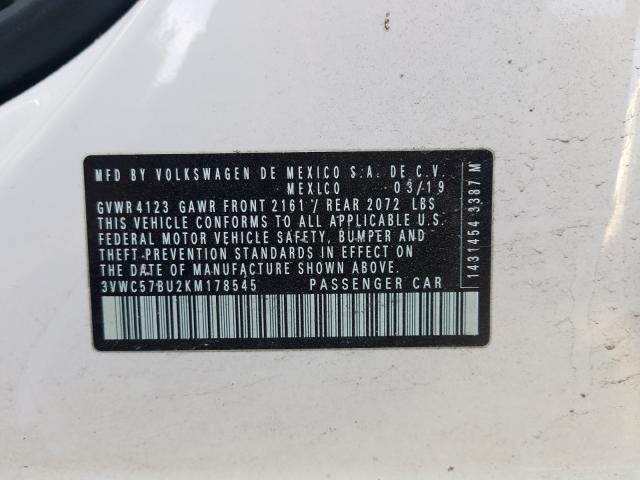 MFD BY VOLKSWAGEN DE MEXICO S.A. DE C.V.
MEXLCO 03/19
GVWR 4123 GAWR FRONT 2161 / REAR 2072 LBS
THIS VEHICLE CONFORMS TO ALL APPLICABLE U.S.
FEDERAL MOTOR VEHICLE SAFETY, BUMPER AND
THEFT-PREVENTION STANDARDS IN EFFECT ON THE
DATE OF MANUFACTURE SHOWN ABOVE.
3VWC57BU2KM178545 PASSENGER CAR
1431454 3387 M